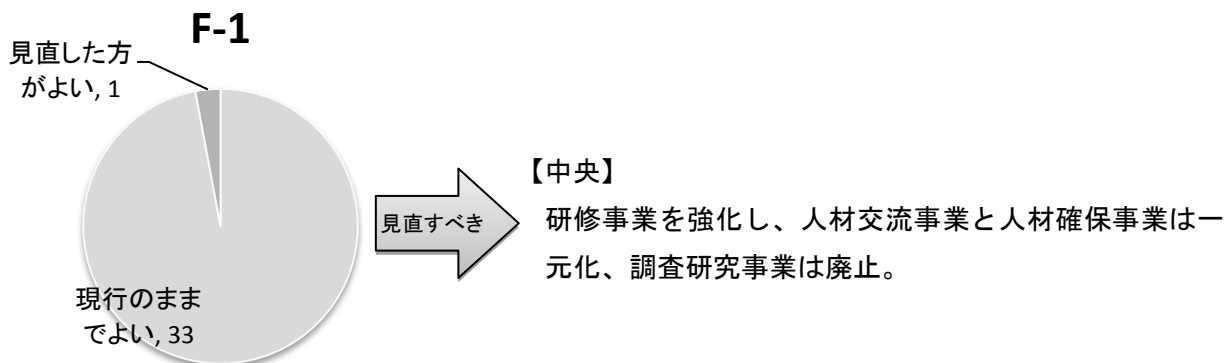 F-1
見直した方
がよい, 1
現行のまま
でよい, 33
見直すべき
【中央】
研修事業を強化し、人材交流事業と人材確保事業は一
元化、調査研究事業は廃止。